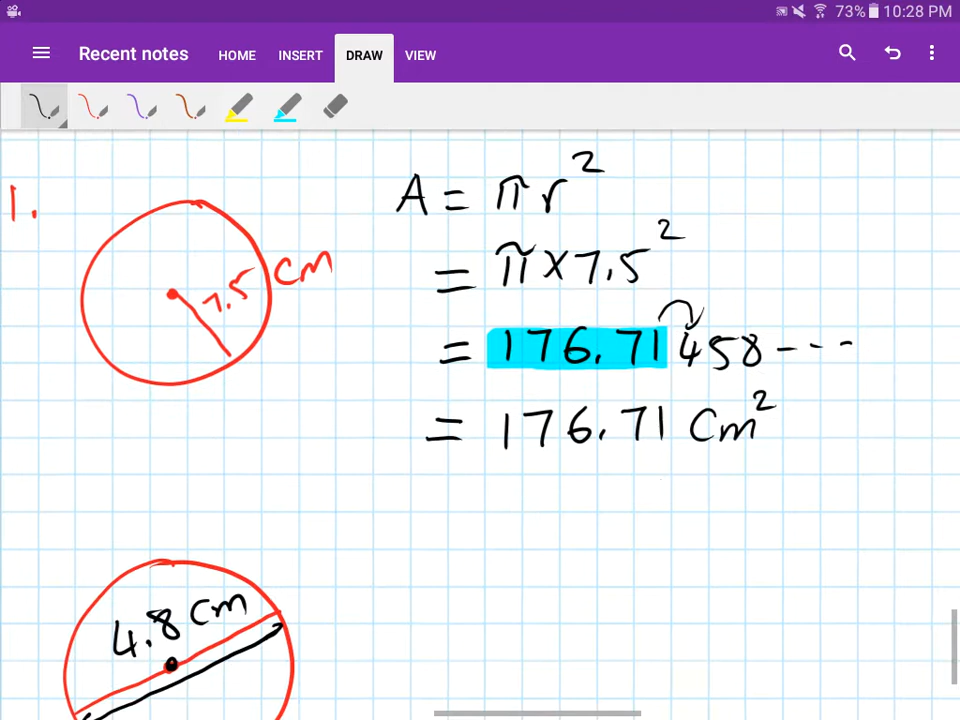 73% 10:28 PM
Recent notes HOME INSERT DRAW VIEW
1.
7.5 cm
A = πr²
= π×7.5²
= 176.71458---
= 176.71 Cm²
4.8 cm